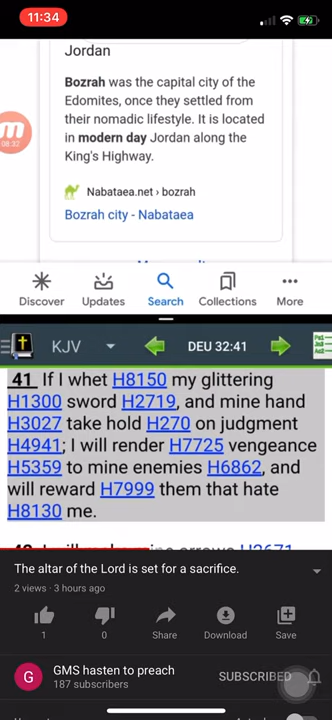 11:34
Jordan
Bozrah was the capital city of the
Edomites, once they settled from
their nomadic lifestyle. It is located
in modern day Jordan along the
King's Highway.
08:32
Nabataea.net › bozrah
Bozrah city - Nabataea
Discover Updates Search Collections More
KJV DEU 32:41
41 If I whet H8150 my glittering
H1300 sword H2719, and mine hand
H3027 take hold H270 on judgment
H4941; I will render H7725 vengeance
H5359 to mine enemies H6862, and
will reward H7999 them that hate
H8130 me.
The altar of the Lord is set for a sacrifice.
2 views · 3 hours ago
1 0 Share Download Save
G GMS hasten to preach SUBSCRIBED
187 subscribers